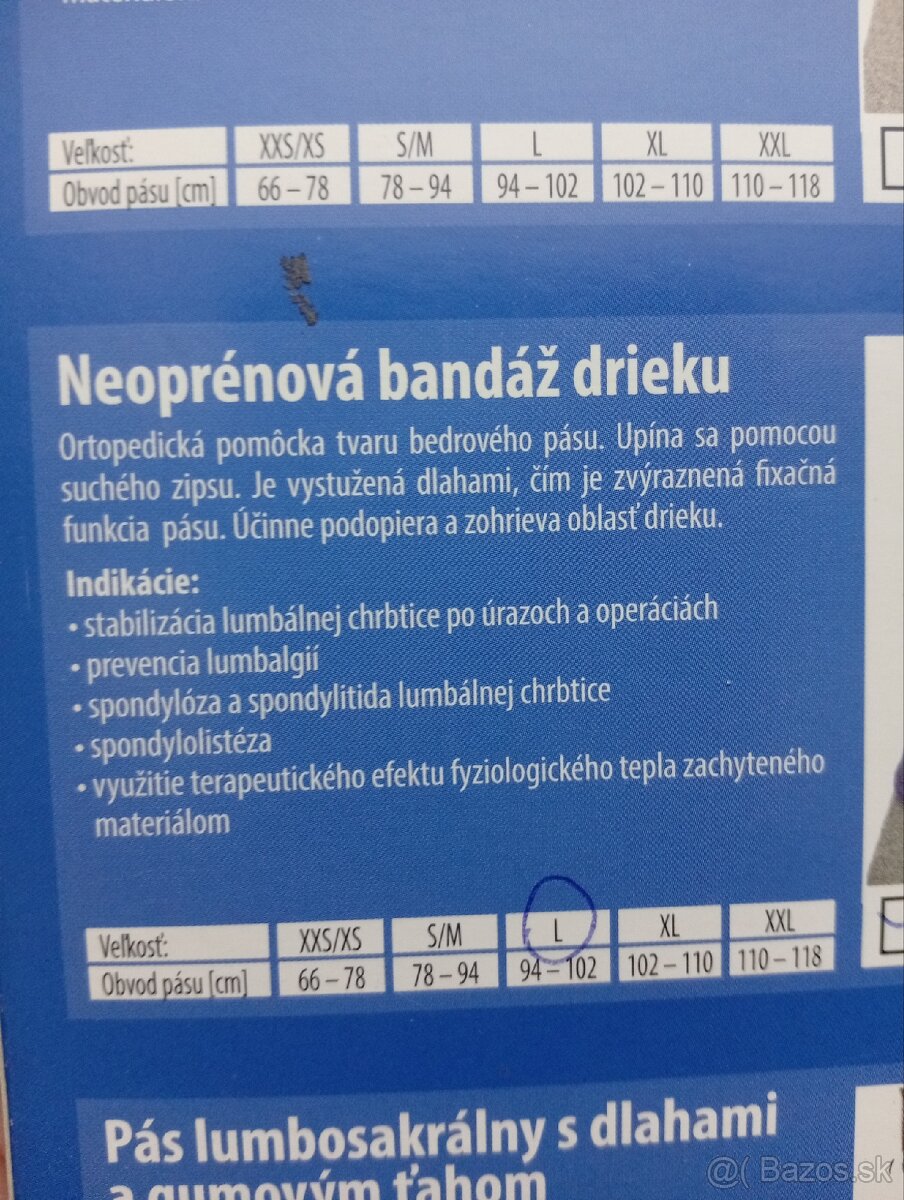 Veľkosť: XXS/XS S/M L XL XXL
Obvod pásu [cm] 66 – 78 78 – 94 94 – 102 102 – 110 110 – 118
Neoprénová bandáž drieku
Ortopedická pomôcka tvaru bedrového pásu. Upína sa pomocou
suchého zipsu. Je vystužená dlahami, čím je zvýraznená fixačná
funkcia pásu. Účinne podopiera a zohrieva oblasť drieku.
Indikácie:
• stabilizácia lumbálnej chrbtice po úrazoch a operáciách
• prevencia lumbalgií
• spondylóza a spondylitida lumbálnej chrbtice
• spondylolistéza
• využitie terapeutického efektu fyziologického tepla zachyteného
materiálom
Veľkosť: XXS/XS S/M L XL XXL
Obvod pásu [cm] 66 – 78 78 – 94 94 – 102 102 – 110 110 – 118
Pás lumbosakrálny s dlahami
a gumovým ťahom
@( Bazos.sk